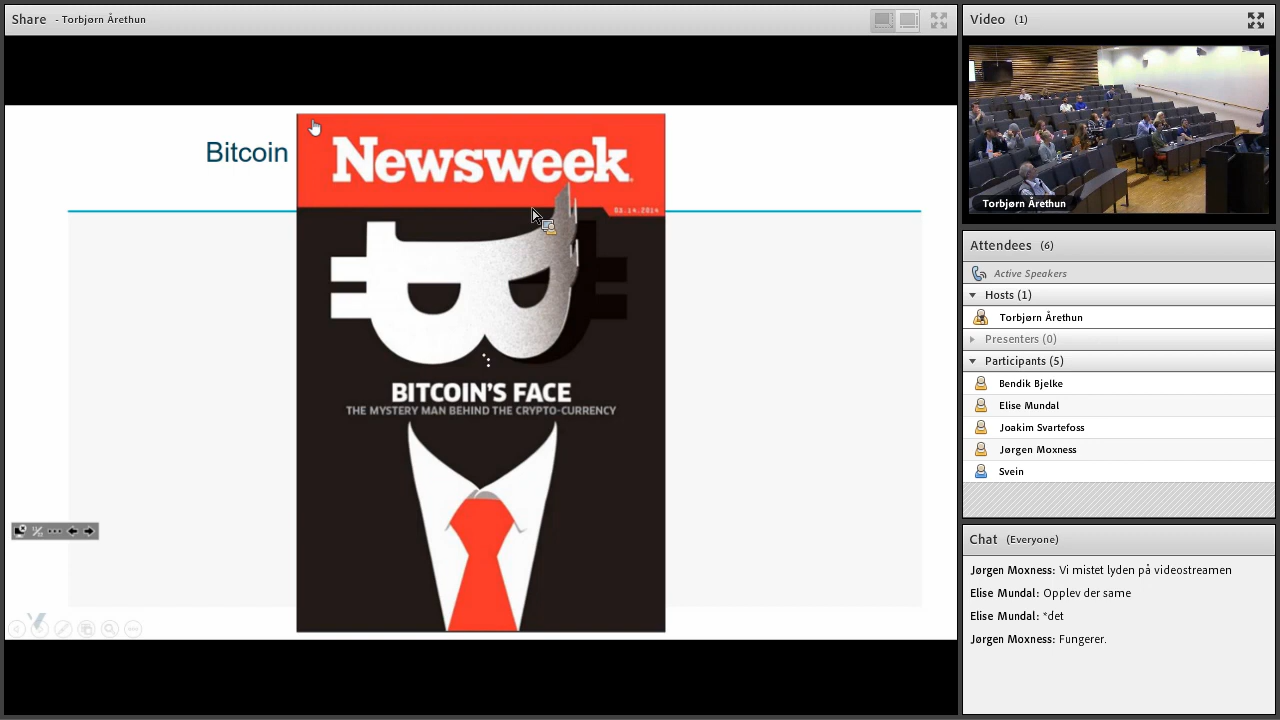 Share - Torbjørn Årethun
Bitcoin
Newsweek
03.14.2014
BITCOIN'S FACE
THE MYSTERY MAN BEHIND THE CRYPTO-CURRENCY
Video (1)
Torbjørn Årethun
Attendees (6)
Active Speakers
Hosts (1)
Torbjørn Årethun
Presenters (0)
Participants (5)
Bendik Bjelke
Elise Mundal
Joakim Svartefoss
Jørgen Moxness
Svein
Chat (Everyone)
Jørgen Moxness: Vi mistet lyden på videostreamen
Elise Mundal: Opplev der same
Elise Mundal: *det
Jørgen Moxness: Fungerer.